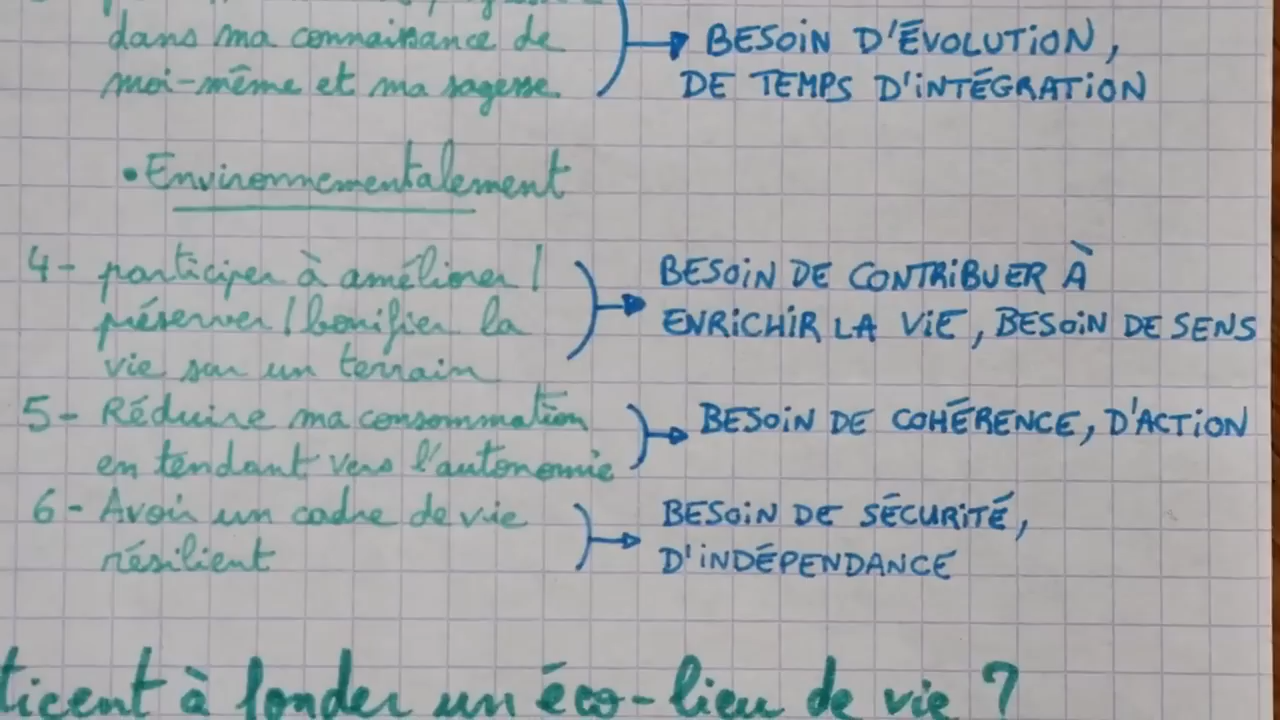 dans ma connaissance de
moi-même et ma sagesse.
→ BESOIN D'ÉVOLUTION,
DE TEMPS D'INTÉGRATION
• Environnementalement
4- participer à améliorer /
préserver / bonifier la
vie sur un terrain
→ BESOIN DE CONTRIBUER À
ENRICHIR LA VIE, BESOIN DE SENS
5- Réduire ma consommation
en tendant vers l'autonomie
→ BESOIN DE COHÉRENCE, D'ACTION
6- Avoir un cadre de vie
résilient
→ BESOIN DE SÉCURITÉ,
D'INDÉPENDANCE
à fonder un éco-lieu de vie ?